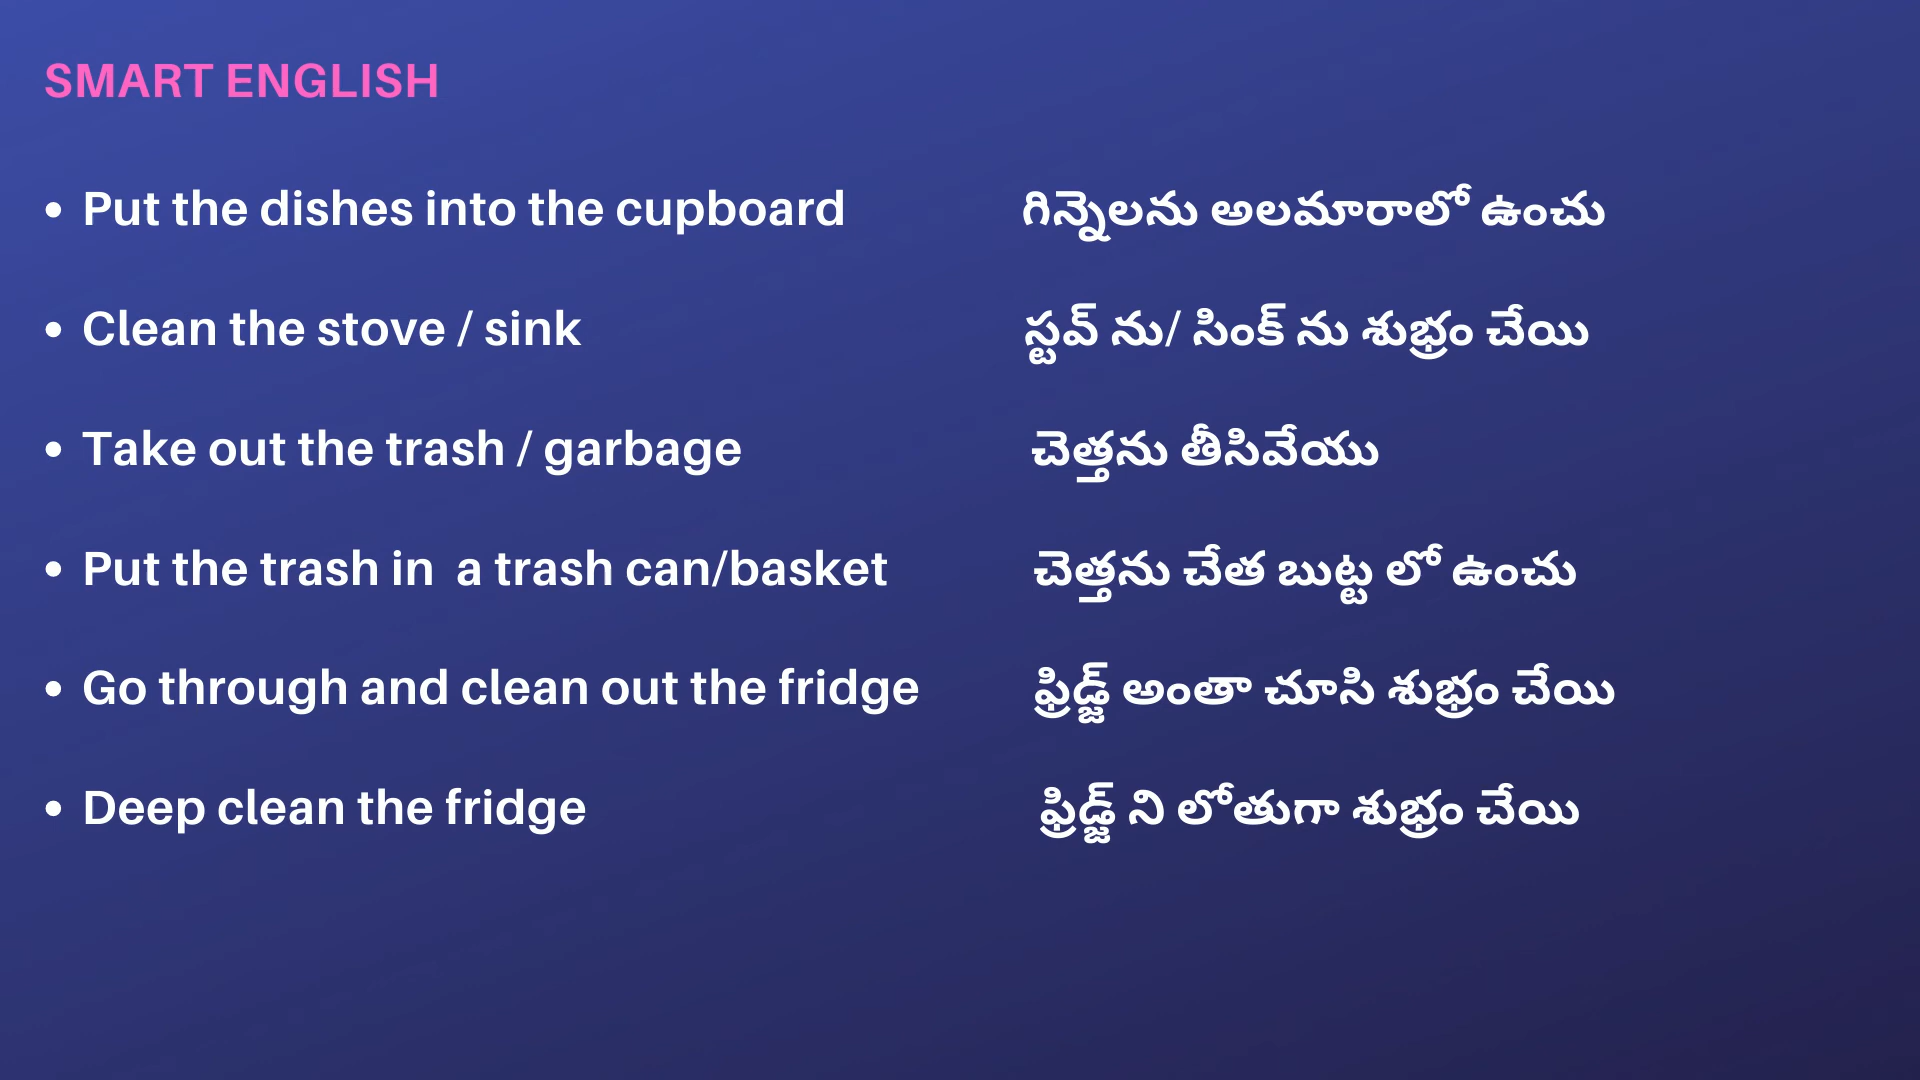 SMART ENGLISH
• Put the dishes into the cupboard గిన్నెలను అలమారాలో ఉంచు
• Clean the stove / sink స్టవ్ ను/ సింక్ ను శుభ్రం చేయి
• Take out the trash / garbage చెత్తను తీసివేయు
• Put the trash in  a trash can/basket చెత్తను చేత బుట్ట లో ఉంచు
• Go through and clean out the fridge ఫ్రిడ్జ్ అంతా చూసి శుభ్రం చేయి
• Deep clean the fridge ఫ్రిడ్జ్ ని లోతుగా శుభ్రం చేయి